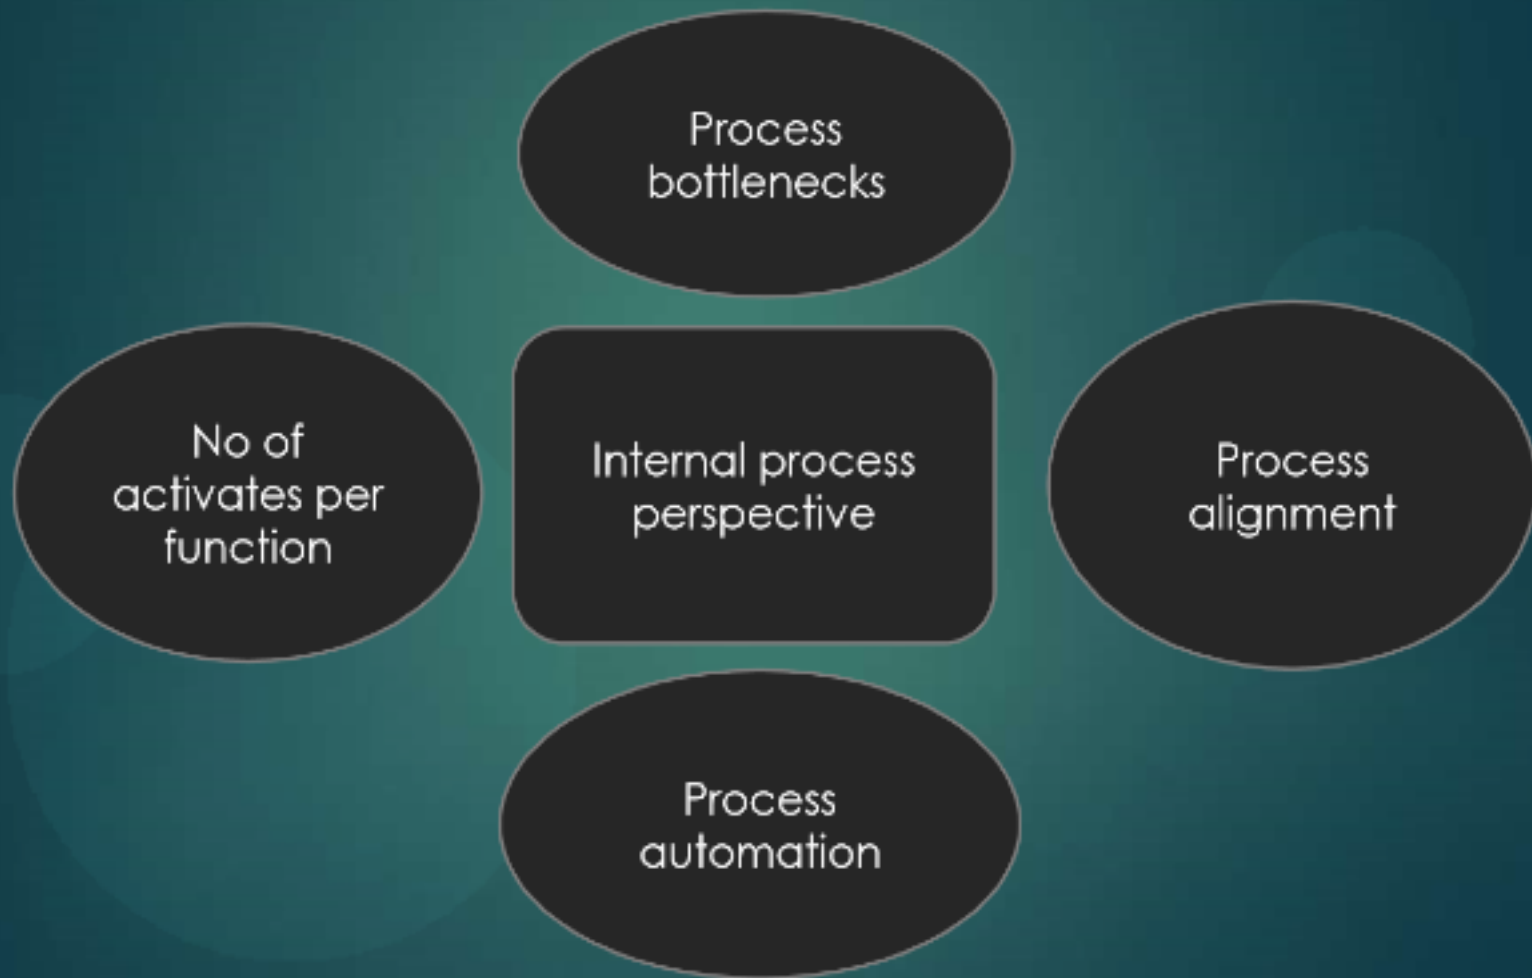 Process
bottlenecks
No of
activates per
function
Internal process
perspective
Process
alignment
Process
automation